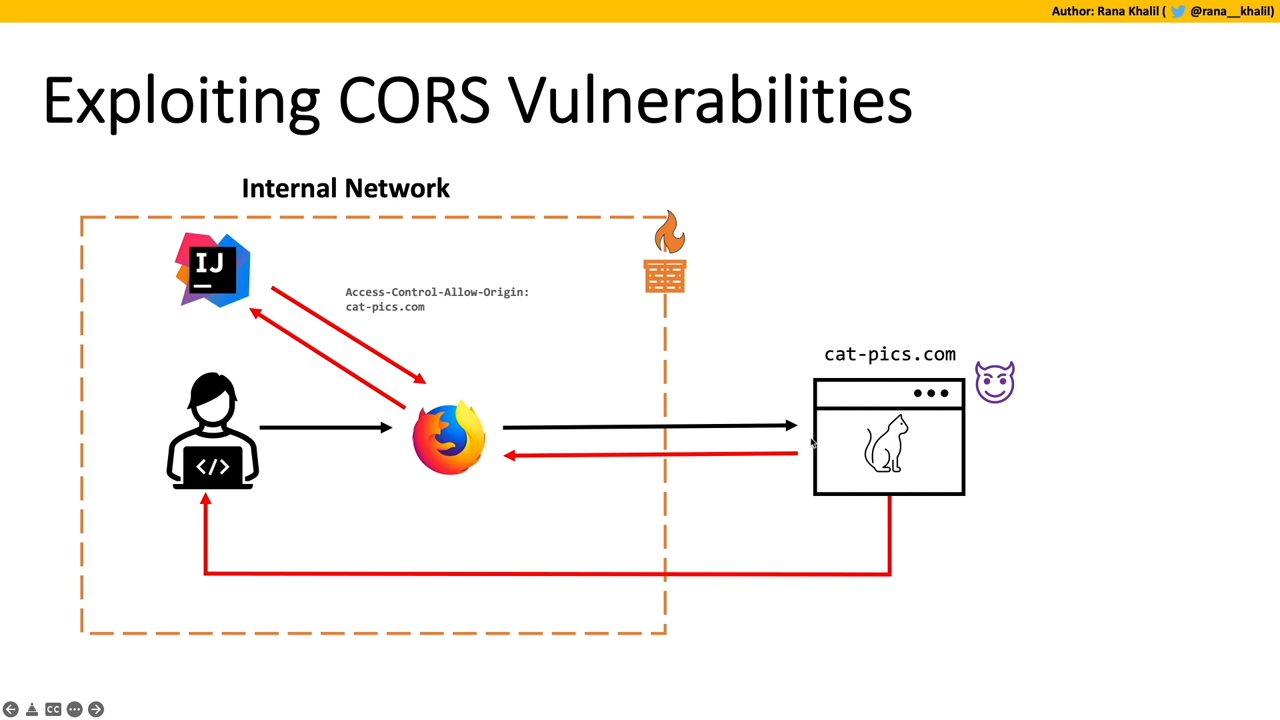 Author: Rana Khalil ( @rana__khalil)
Exploiting CORS Vulnerabilities
Internal Network
IJ
Access-Control-Allow-Origin:
cat-pics.com
cat-pics.com
</>
CC